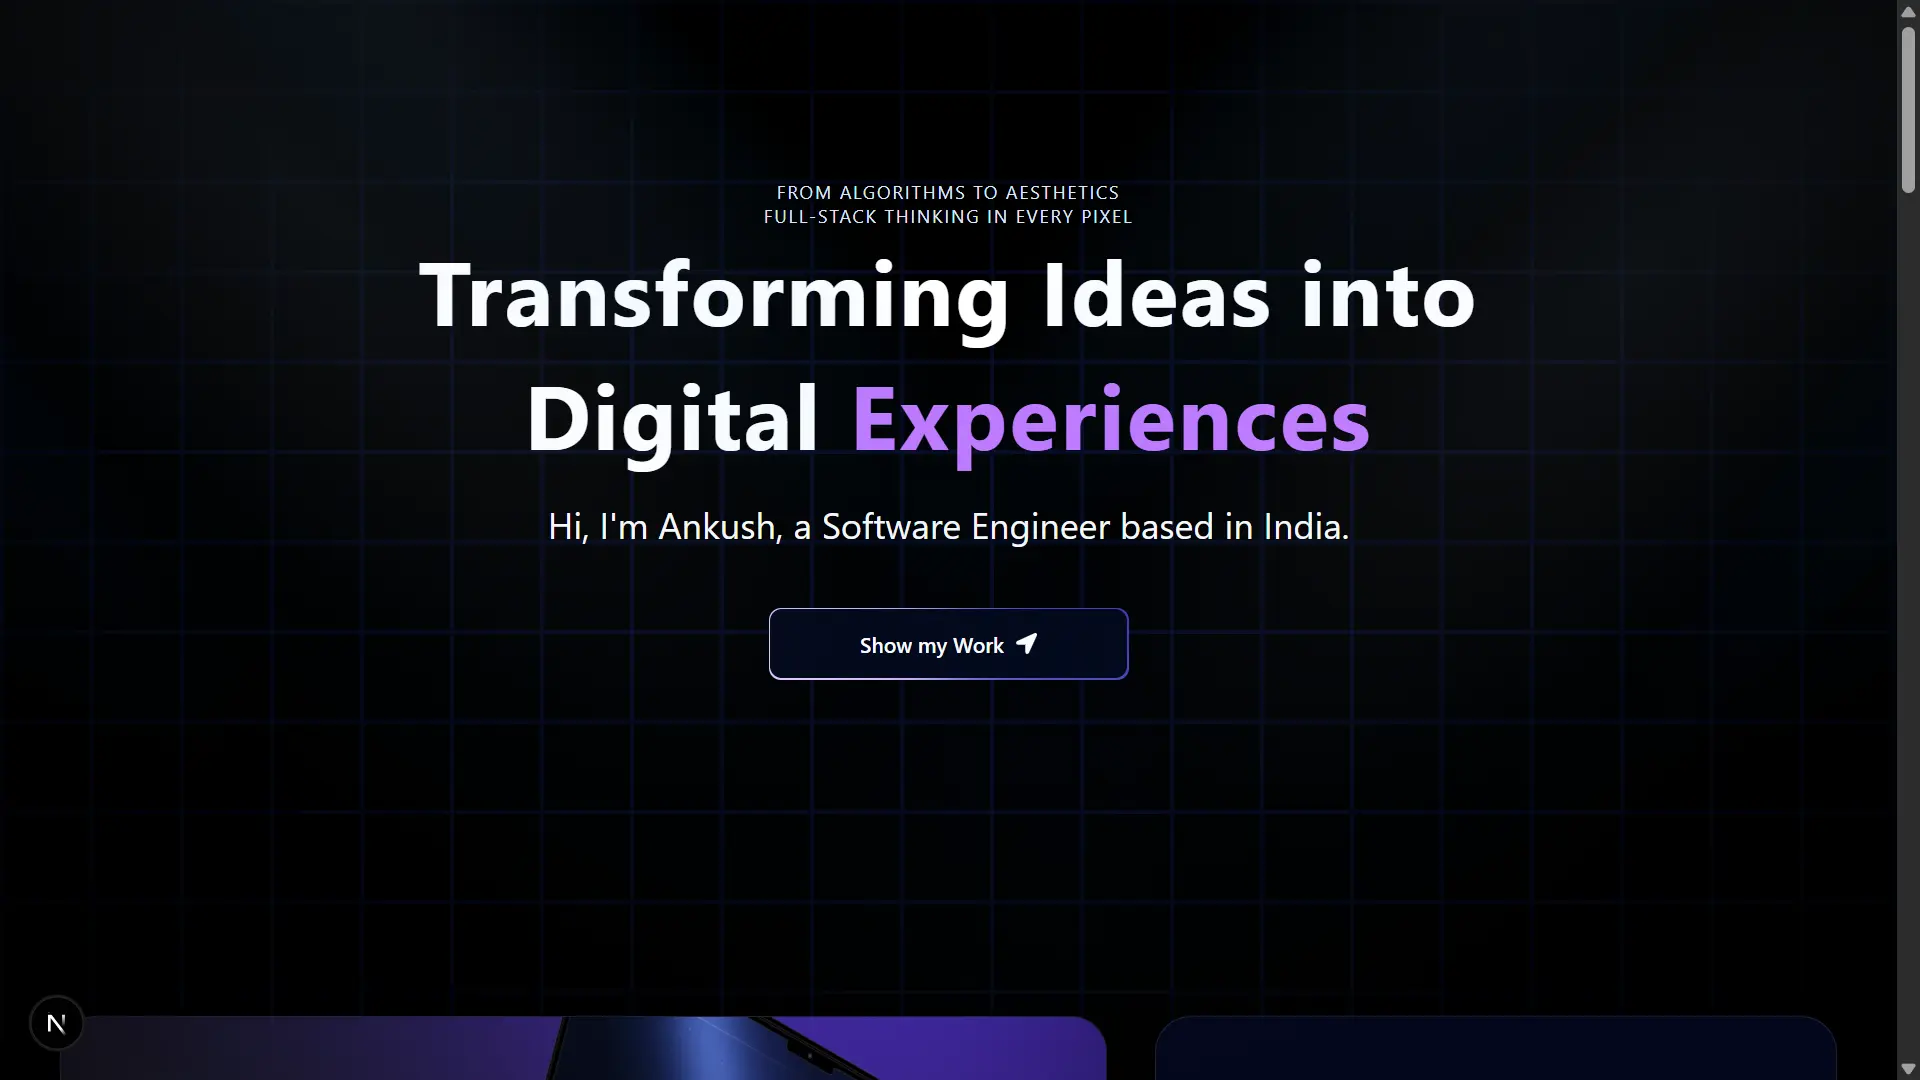 FROM ALGORITHMS TO AESTHETICS
FULL-STACK THINKING IN EVERY PIXEL
Transforming Ideas into
Digital Experiences
Hi, I'm Ankush, a Software Engineer based in India.
Show my Work
N